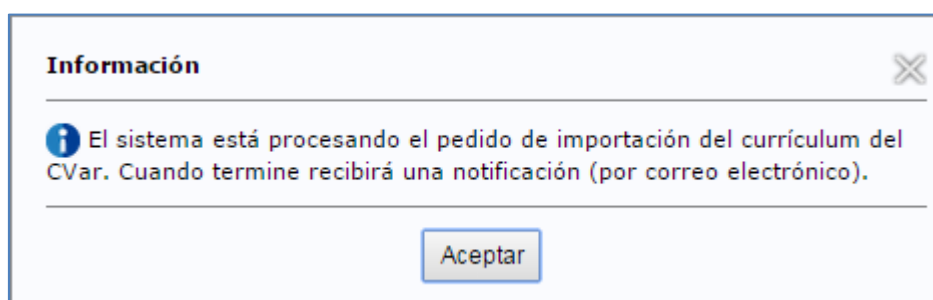 Información
El sistema está procesando el pedido de importación del currículum del
CVar. Cuando termine recibirá una notificación (por correo electrónico).
Aceptar